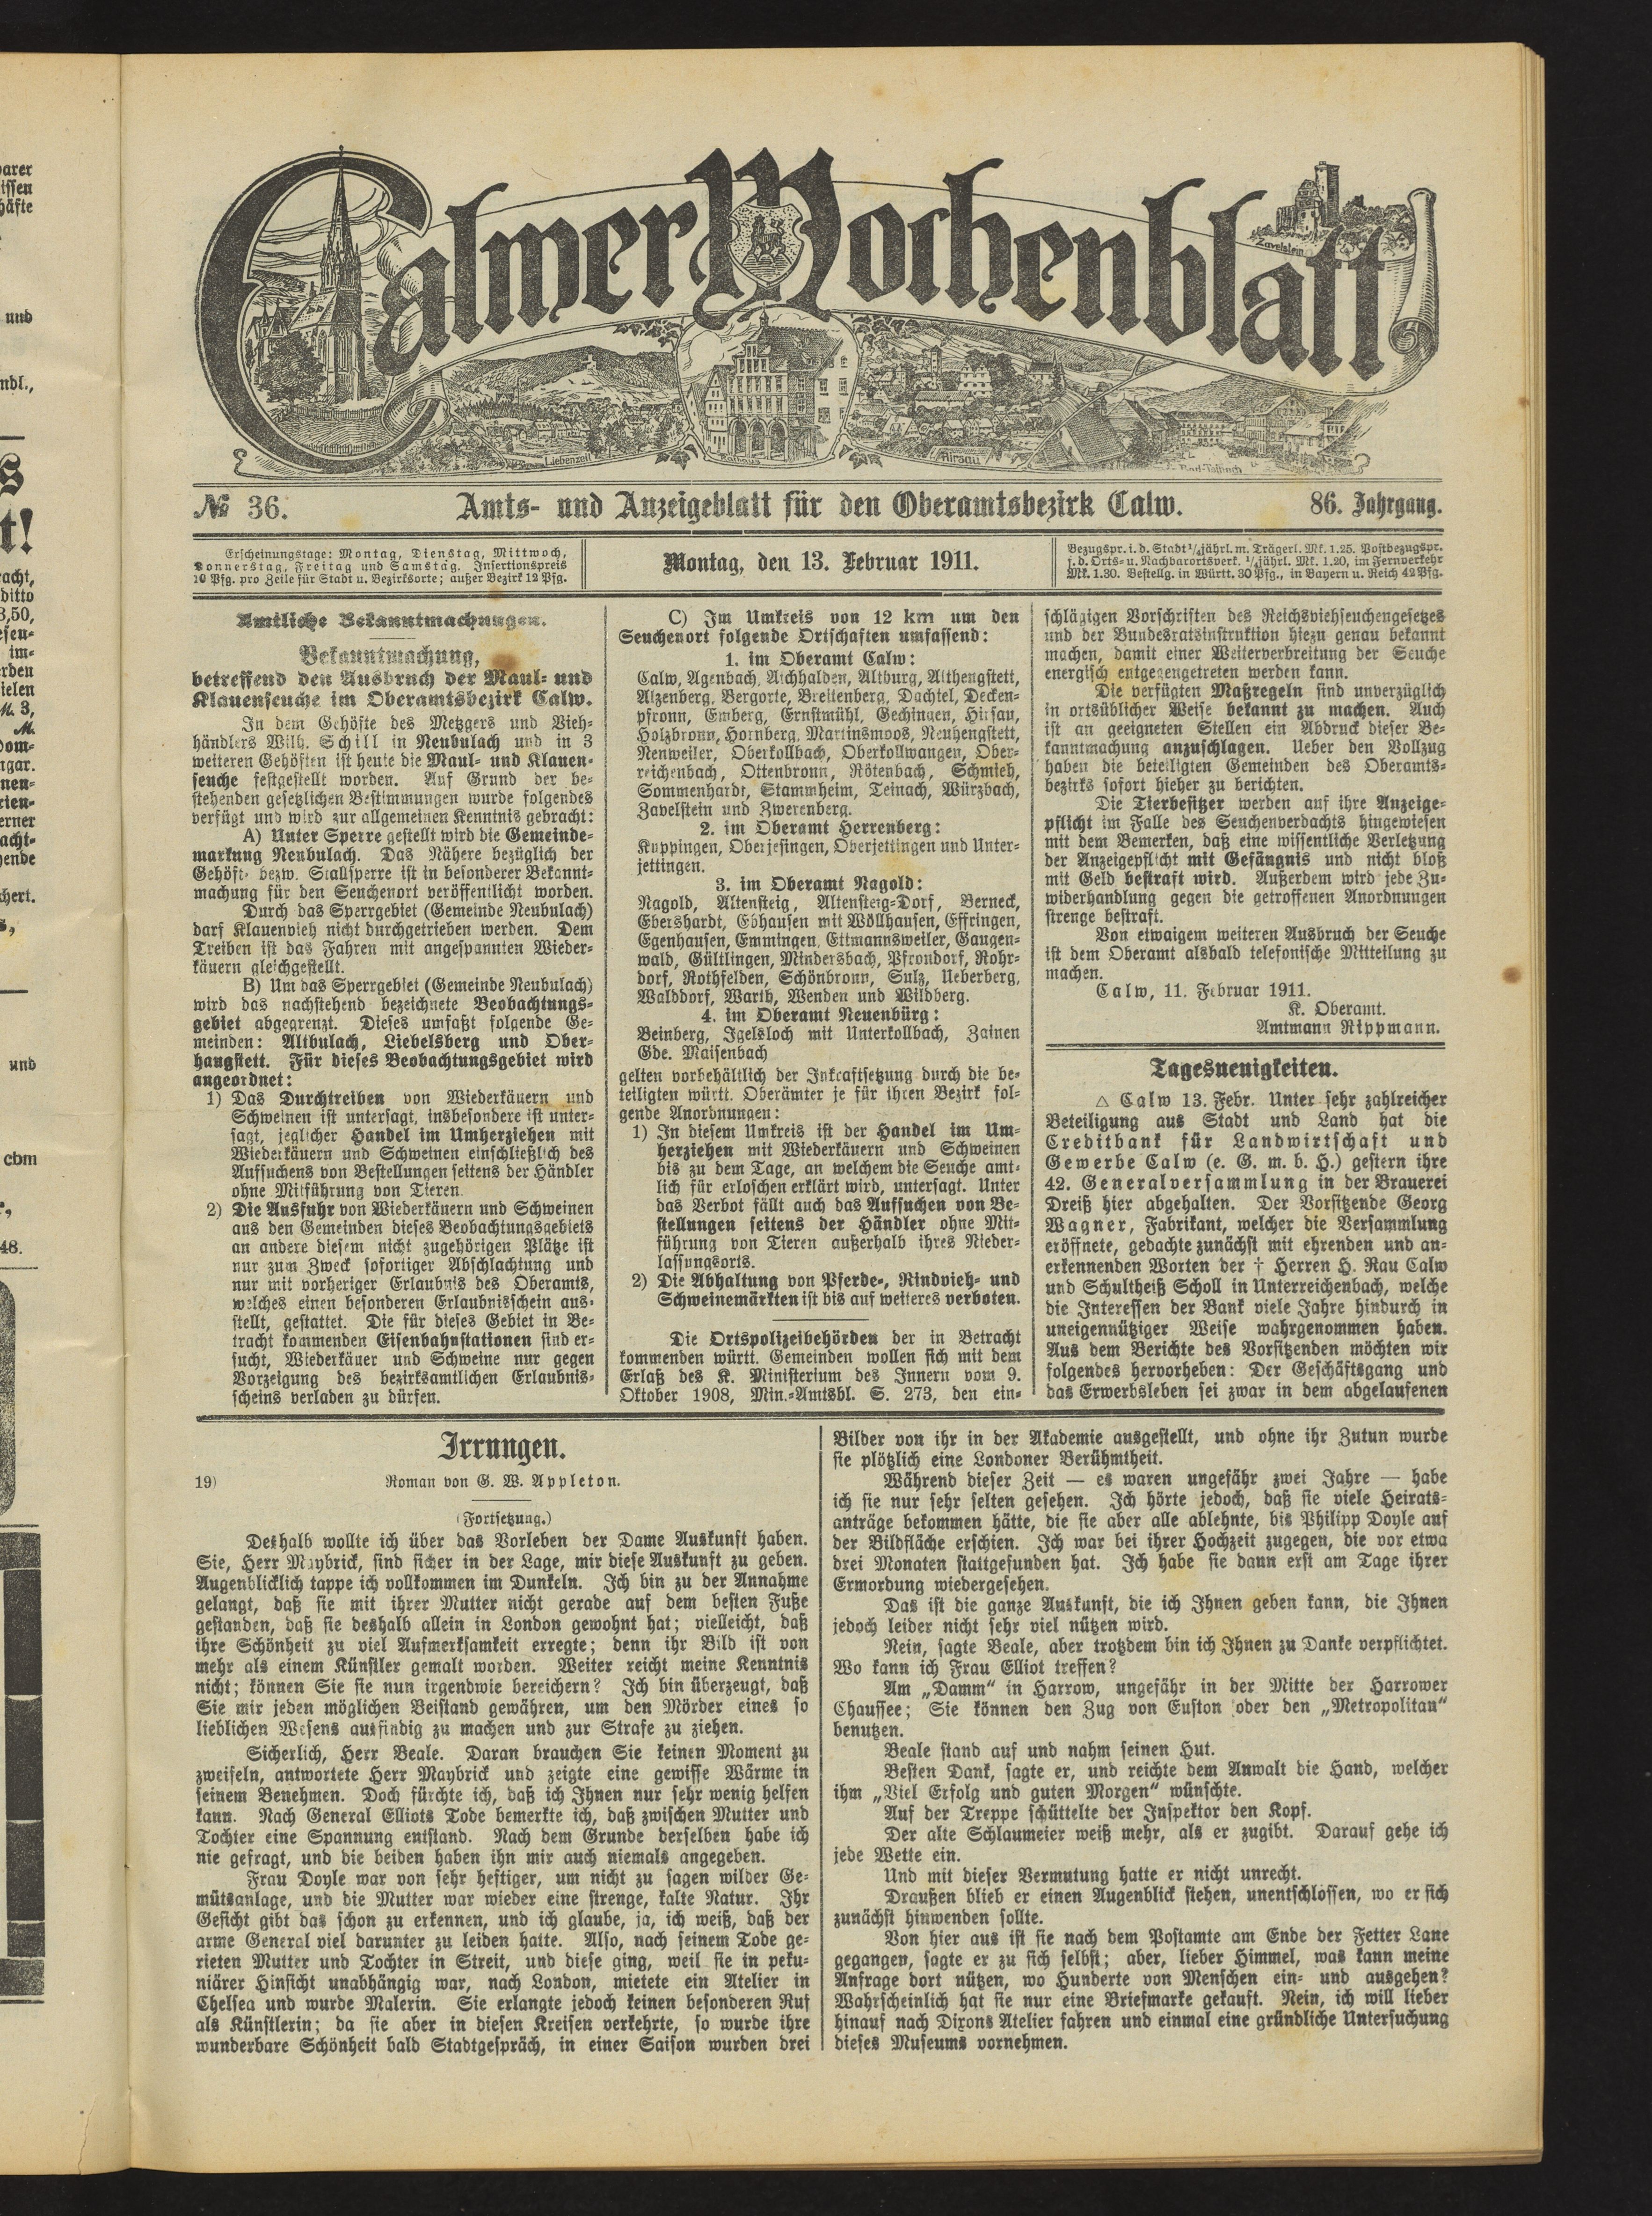 Calwer Wochenblatt
Zavelstein
Liebenzell
Rathaus
Hirsau
Bad-Teinach
№ 36.
Amts- und Anzeigeblatt für den Oberamtsbezirk Calw.
86. Jahrgang.
Erscheinungstage: Montag, Dienstag, Mittwoch,
Donnerstag, Freitag und Samstag. Insertionspreis
10 Pfg. pro Zeile für Stadt u. Bezirksorte; außer Bezirk 12 Pfg.
Montag, den 13. Februar 1911.
Bezugspr. i. d. Stadt ¼jährl. m. Trägerl. Mk. 1.25. Postbezugspr.
f. d. Orts- u. Nachbarortsverk. ¼jährl. Mk. 1.20, im Fernverkehr
Mk. 1.30. Bestellg. in Württ. 30 Pfg., in Bayern u. Reich 42 Pfg.
Amtliche Bekanntmachungen.
Bekanntmachung,
betreffend den Ausbruch der Maul- und
Klauenseuche im Oberamtsbezirk Calw.
In dem Gehöfte des Metzgers und Vieh-
händlers Wilh. Schill in Neubulach und in 3
weiteren Gehöften ist heute die Maul- und Klauen-
seuche festgestellt worden. Auf Grund der be-
stehenden gesetzlichen Bestimmungen wurde folgendes
verfügt und wird zur allgemeinen Kenntnis gebracht:
A) Unter Sperre gestellt wird die Gemeinde-
markung Neubulach. Das Nähere bezüglich der
Gehöft- bezw. Stallsperre ist in besonderer Bekannt-
machung für den Seuchenort veröffentlicht worden.
Durch das Sperrgebiet (Gemeinde Neubulach)
darf Klauenvieh nicht durchgetrieben werden. Dem
Treiben ist das Fahren mit angespannten Wieder-
käuern gleichgestellt.
B) Um das Sperrgebiet (Gemeinde Neubulach)
wird das nachstehend bezeichnete Beobachtungs-
gebiet abgegrenzt. Dieses umfaßt folgende Ge-
meinden: Altbulach, Liebelsberg und Ober-
haugstett. Für dieses Beobachtungsgebiet wird
angeordnet:
1) Das Durchtreiben von Wiederkäuern und
Schweinen ist untersagt, insbesondere ist unter-
sagt, jeglicher Handel im Umherziehen mit
Wiederkäuern und Schweinen einschließlich des
Aufsuchens von Bestellungen seitens der Händler
ohne Mitführung von Tieren.
2) Die Ausfuhr von Wiederkäuern und Schweinen
aus den Gemeinden dieses Beobachtungsgebiets
an andere diesem nicht zugehörigen Plätze ist
nur zum Zweck sofortiger Abschlachtung und
nur mit vorheriger Erlaubnis des Oberamts,
welches einen besonderen Erlaubnisschein aus-
stellt, gestattet. Die für dieses Gebiet in Be-
tracht kommenden Eisenbahnstationen sind er-
sucht, Wiederkäuer und Schweine nur gegen
Vorzeigung des bezirksamtlichen Erlaubnis-
scheins verladen zu dürfen.
C) Im Umkreis von 12 km um den
Seuchenort folgende Ortschaften umfassend:
1. im Oberamt Calw:
Calw, Agenbach, Aichhalden, Altburg, Althengstett,
Alzenberg, Bergorte, Breitenberg, Dachtel, Decken-
pfronn, Emberg, Ernstmühl, Gechingen, Hirsau,
Holzbronn, Hornberg, Martinsmoos, Neuhengstett,
Neuweiler, Oberkollbach, Oberkollwangen, Ober-
reichenbach, Ottenbronn, Rötenbach, Schmieh,
Sommenhardt, Stammheim, Teinach, Würzbach,
Zavelstein und Zwerenberg.
2. im Oberamt Herrenberg:
Kuppingen, Oberjesingen, Oberjettingen und Unter-
jettingen.
3. im Oberamt Nagold:
Nagold, Altensteig, Altensteig-Dorf, Berneck,
Ebershardt, Ebhausen mit Wöllhausen, Effringen,
Egenhausen, Emmingen, Ettmannsweiler, Gaugen-
wald, Gültlingen, Mindersbach, Pfrondorf, Rohr-
dorf, Rothfelden, Schönbronn, Sulz, Ueberberg,
Walddorf, Warth, Wenden und Wildberg.
4. im Oberamt Neuenbürg:
Beinberg, Igelsloch mit Unterkollbach, Zainen
Gde. Maisenbach
gelten vorbehältlich der Inkraftsetzung durch die be-
teiligten württ. Oberämter je für ihren Bezirk fol-
gende Anordnungen:
1) In diesem Umkreis ist der Handel im Um-
herziehen mit Wiederkäuern und Schweinen
bis zu dem Tage, an welchem die Seuche amt-
lich für erloschen erklärt wird, untersagt. Unter
das Verbot fällt auch das Aufsuchen von Be-
stellungen seitens der Händler ohne Mit-
führung von Tieren außerhalb ihres Nieder-
lassungsorts.
2) Die Abhaltung von Pferde-, Rindvieh- und
Schweinemärkten ist bis auf weiteres verboten.
Die Ortspolizeibehörden der in Betracht
kommenden württ. Gemeinden wollen sich mit dem
Erlaß des K. Ministerium des Innern vom 9.
Oktober 1908, Min.-Amtsbl. S. 273, den ein-
schlägigen Vorschriften des Reichsviehseuchengesetzes
und der Bundesratsinstruktion hiezu genau bekannt
machen, damit einer Weiterverbreitung der Seuche
energisch entgegengetreten werden kann.
Die verfügten Maßregeln sind unverzüglich
in ortsüblicher Weise bekannt zu machen. Auch
ist an geeigneten Stellen ein Abdruck dieser Be-
kanntmachung anzuschlagen. Ueber den Vollzug
haben die beteiligten Gemeinden des Oberamts-
bezirks sofort hieher zu berichten.
Die Tierbesitzer werden auf ihre Anzeige-
pflicht im Falle des Seuchenverdachts hingewiesen
mit dem Bemerken, daß eine wissentliche Verletzung
der Anzeigepflicht mit Gefängnis und nicht bloß
mit Geld bestraft wird. Außerdem wird jede Zu-
widerhandlung gegen die getroffenen Anordnungen
strenge bestraft.
Von etwaigem weiteren Ausbruch der Seuche
ist dem Oberamt alsbald telefonische Mitteilung zu
machen.
Calw, 11. Februar 1911.
K. Oberamt.
Amtmann Rippmann.
Tagesneuigkeiten.
△ Calw 13. Febr. Unter sehr zahlreicher
Beteiligung aus Stadt und Land hat die
Creditbank für Landwirtschaft und
Gewerbe Calw (e. G. m. b. H.) gestern ihre
42. Generalversammlung in der Brauerei
Dreiß hier abgehalten. Der Vorsitzende Georg
Wagner, Fabrikant, welcher die Versammlung
eröffnete, gedachte zunächst mit ehrenden und an-
erkennenden Worten der † Herren H. Rau Calw
und Schultheiß Scholl in Unterreichenbach, welche
die Interessen der Bank viele Jahre hindurch in
uneigennütziger Weise wahrgenommen haben.
Aus dem Berichte des Vorsitzenden möchten wir
folgendes hervorheben: Der Geschäftsgang und
das Erwerbsleben sei zwar in dem abgelaufenen
Irrungen.
19)
Roman von G. W. Appleton.
(Fortsetzung.)
Deshalb wollte ich über das Vorleben der Dame Auskunft haben.
Sie, Herr Maybrick, sind sicher in der Lage, mir diese Auskunft zu geben.
Augenblicklich tappe ich vollkommen im Dunkeln. Ich bin zu der Annahme
gelangt, daß sie mit ihrer Mutter nicht gerade auf dem besten Fuße
gestanden, daß sie deshalb allein in London gewohnt hat; vielleicht, daß
ihre Schönheit zu viel Aufmerksamkeit erregte; denn ihr Bild ist von
mehr als einem Künstler gemalt worden. Weiter reicht meine Kenntnis
nicht; können Sie sie nun irgendwie bereichern? Ich bin überzeugt, daß
Sie mir jeden möglichen Beistand gewähren, um den Mörder eines so
lieblichen Wesens ausfindig zu machen und zur Strafe zu ziehen.
Sicherlich, Herr Beale. Daran brauchen Sie keinen Moment zu
zweifeln, antwortete Herr Maybrick und zeigte eine gewisse Wärme in
seinem Benehmen. Doch fürchte ich, daß ich Ihnen nur sehr wenig helfen
kann. Nach General Elliots Tode bemerkte ich, daß zwischen Mutter und
Tochter eine Spannung entstand. Nach dem Grunde derselben habe ich
nie gefragt, und die beiden haben ihn mir auch niemals angegeben.
Frau Doyle war von sehr heftiger, um nicht zu sagen wilder Ge-
mütsanlage, und die Mutter war wieder eine strenge, kalte Natur. Ihr
Gesicht gibt das schon zu erkennen, und ich glaube, ja, ich weiß, daß der
arme General viel darunter zu leiden hatte. Also, nach seinem Tode ge-
rieten Mutter und Tochter in Streit, und diese ging, weil sie in peku-
niärer Hinsicht unabhängig war, nach London, mietete ein Atelier in
Chelsea und wurde Malerin. Sie erlangte jedoch keinen besonderen Ruf
als Künstlerin; da sie aber in diesen Kreisen verkehrte, so wurde ihre
wunderbare Schönheit bald Stadtgespräch, in einer Saison wurden drei
Bilder von ihr in der Akademie ausgestellt, und ohne ihr Zutun wurde
sie plötzlich eine Londoner Berühmtheit.
Während dieser Zeit — es waren ungefähr zwei Jahre — habe
ich sie nur sehr selten gesehen. Ich hörte jedoch, daß sie viele Heirats-
anträge bekommen hätte, die sie aber alle ablehnte, bis Philipp Doyle auf
der Bildfläche erschien. Ich war bei ihrer Hochzeit zugegen, die vor etwa
drei Monaten stattgefunden hat. Ich habe sie dann erst am Tage ihrer
Ermordung wiedergesehen.
Das ist die ganze Auskunft, die ich Ihnen geben kann, die Ihnen
jedoch leider nicht sehr viel nützen wird.
Nein, sagte Beale, aber trotzdem bin ich Ihnen zu Danke verpflichtet.
Wo kann ich Frau Elliot treffen?
Am „Damm“ in Harrow, ungefähr in der Mitte der Harrower
Chaussee; Sie können den Zug von Euston oder den „Metropolitan“
benutzen.
Beale stand auf und nahm seinen Hut.
Besten Dank, sagte er, und reichte dem Anwalt die Hand, welcher
ihm „Viel Erfolg und guten Morgen“ wünschte.
Auf der Treppe schüttelte der Inspektor den Kopf.
Der alte Schlaumeier weiß mehr, als er zugibt. Darauf gehe ich
jede Wette ein.
Und mit dieser Vermutung hatte er nicht unrecht.
Draußen blieb er einen Augenblick stehen, unentschlossen, wo er sich
zunächst hinwenden sollte.
Von hier aus ist sie nach dem Postamte am Ende der Fetter Lane
gegangen, sagte er zu sich selbst; aber, lieber Himmel, was kann meine
Anfrage dort nützen, wo Hunderte von Menschen ein- und ausgehen?
Wahrscheinlich hat sie nur eine Briefmarke gekauft. Nein, ich will lieber
hinauf nach Dixons Atelier fahren und einmal eine gründliche Untersuchung
dieses Museums vornehmen.